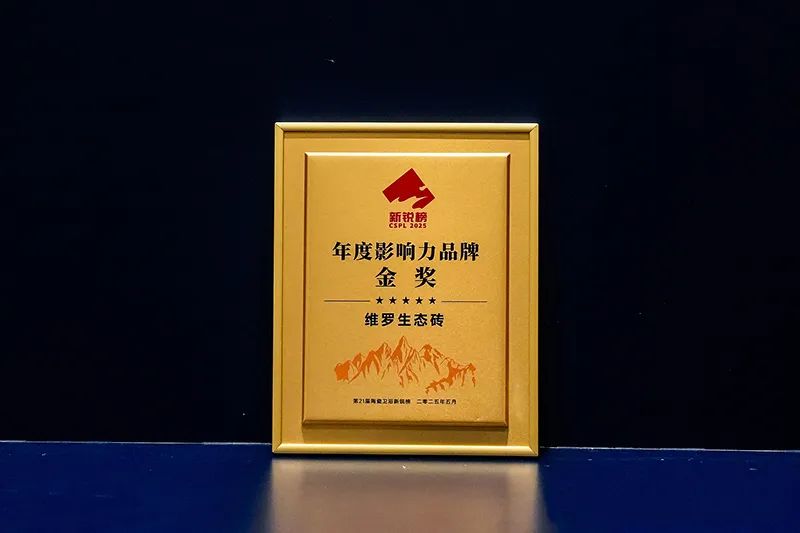 新锐榜
CSPL 2025
年度影响力品牌
金奖
★★★★★
维罗生态砖
第21届陶瓷卫浴新锐榜 二零二五年五月